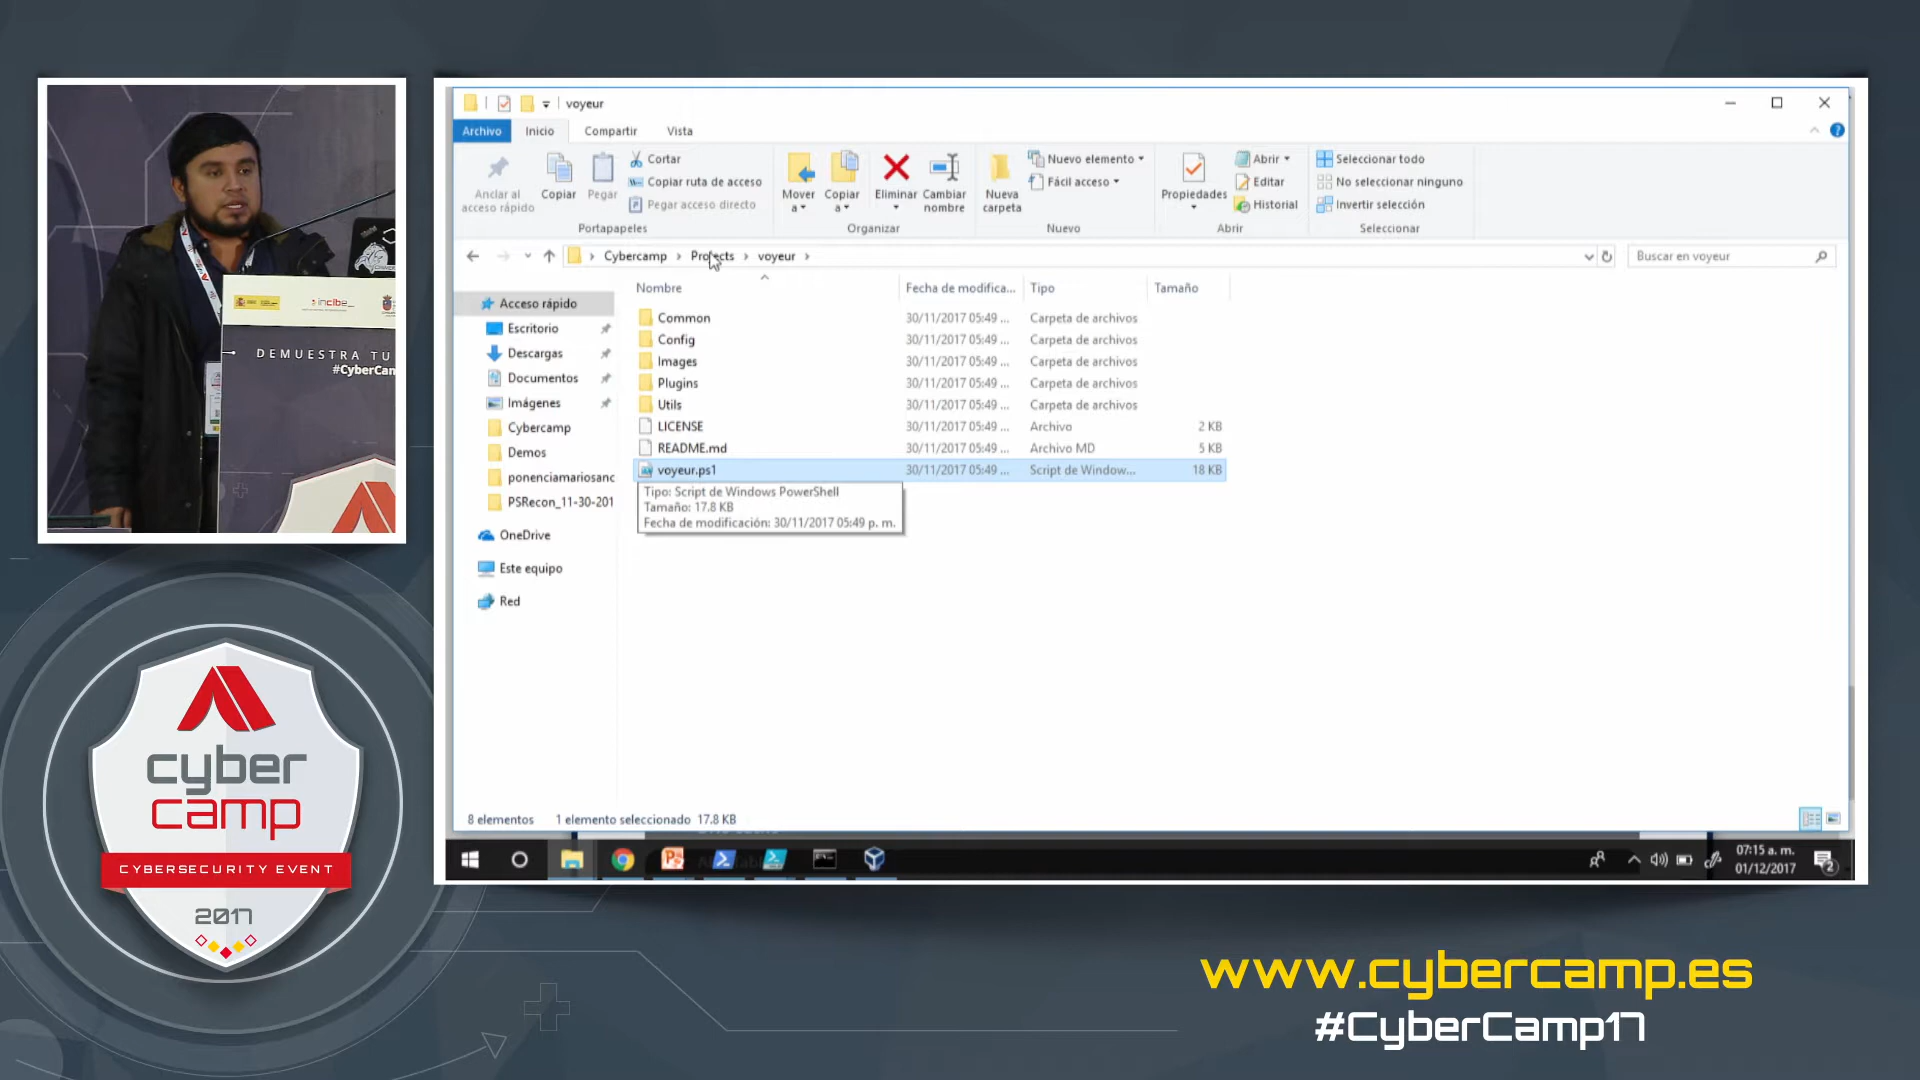 DEMUESTRA TU
#CyberCam
incibe_
cyber
camp
CYBERSECURITY EVENT
2017
voyeur
Archivo Inicio Compartir Vista
Anclar al acceso rápido
Copiar
Pegar
Cortar
Copiar ruta de acceso
Pegar acceso directo
Portapapeles
Mover a
Copiar a
Eliminar
Cambiar nombre
Organizar
Nueva carpeta
Nuevo elemento
Fácil acceso
Nuevo
Propiedades
Abrir
Editar
Historial
Abrir
Seleccionar todo
No seleccionar ninguno
Invertir selección
Seleccionar
Cybercamp > Projects > voyeur >
Buscar en voyeur
Acceso rápido
Escritorio
Descargas
Documentos
Imágenes
Cybercamp
Demos
ponenciamariosanc
PSRecon_11-30-201
OneDrive
Este equipo
Red
Nombre Fecha de modifica... Tipo Tamaño
Common 30/11/2017 05:49 ... Carpeta de archivos
Config 30/11/2017 05:49 ... Carpeta de archivos
Images 30/11/2017 05:49 ... Carpeta de archivos
Plugins 30/11/2017 05:49 ... Carpeta de archivos
Utils 30/11/2017 05:49 ... Carpeta de archivos
LICENSE 30/11/2017 05:49 ... Archivo 2 KB
README.md 30/11/2017 05:49 ... Archivo MD 5 KB
voyeur.ps1 30/11/2017 05:49 ... Script de Window... 18 KB
Tipo: Script de Windows PowerShell
Tamaño: 17.8 KB
Fecha de modificación: 30/11/2017 05:49 p. m.
8 elementos 1 elemento seleccionado 17.8 KB
07:15 a. m.
01/12/2017
2
www.cybercamp.es
#CyberCamp17